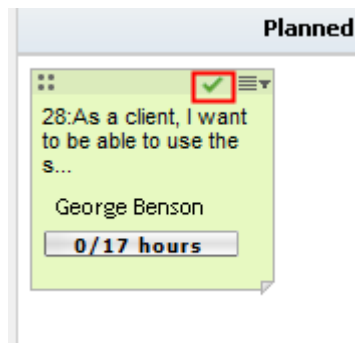 Planned
28:As a client, I want
to be able to use the
s...
George Benson
0/17 hours